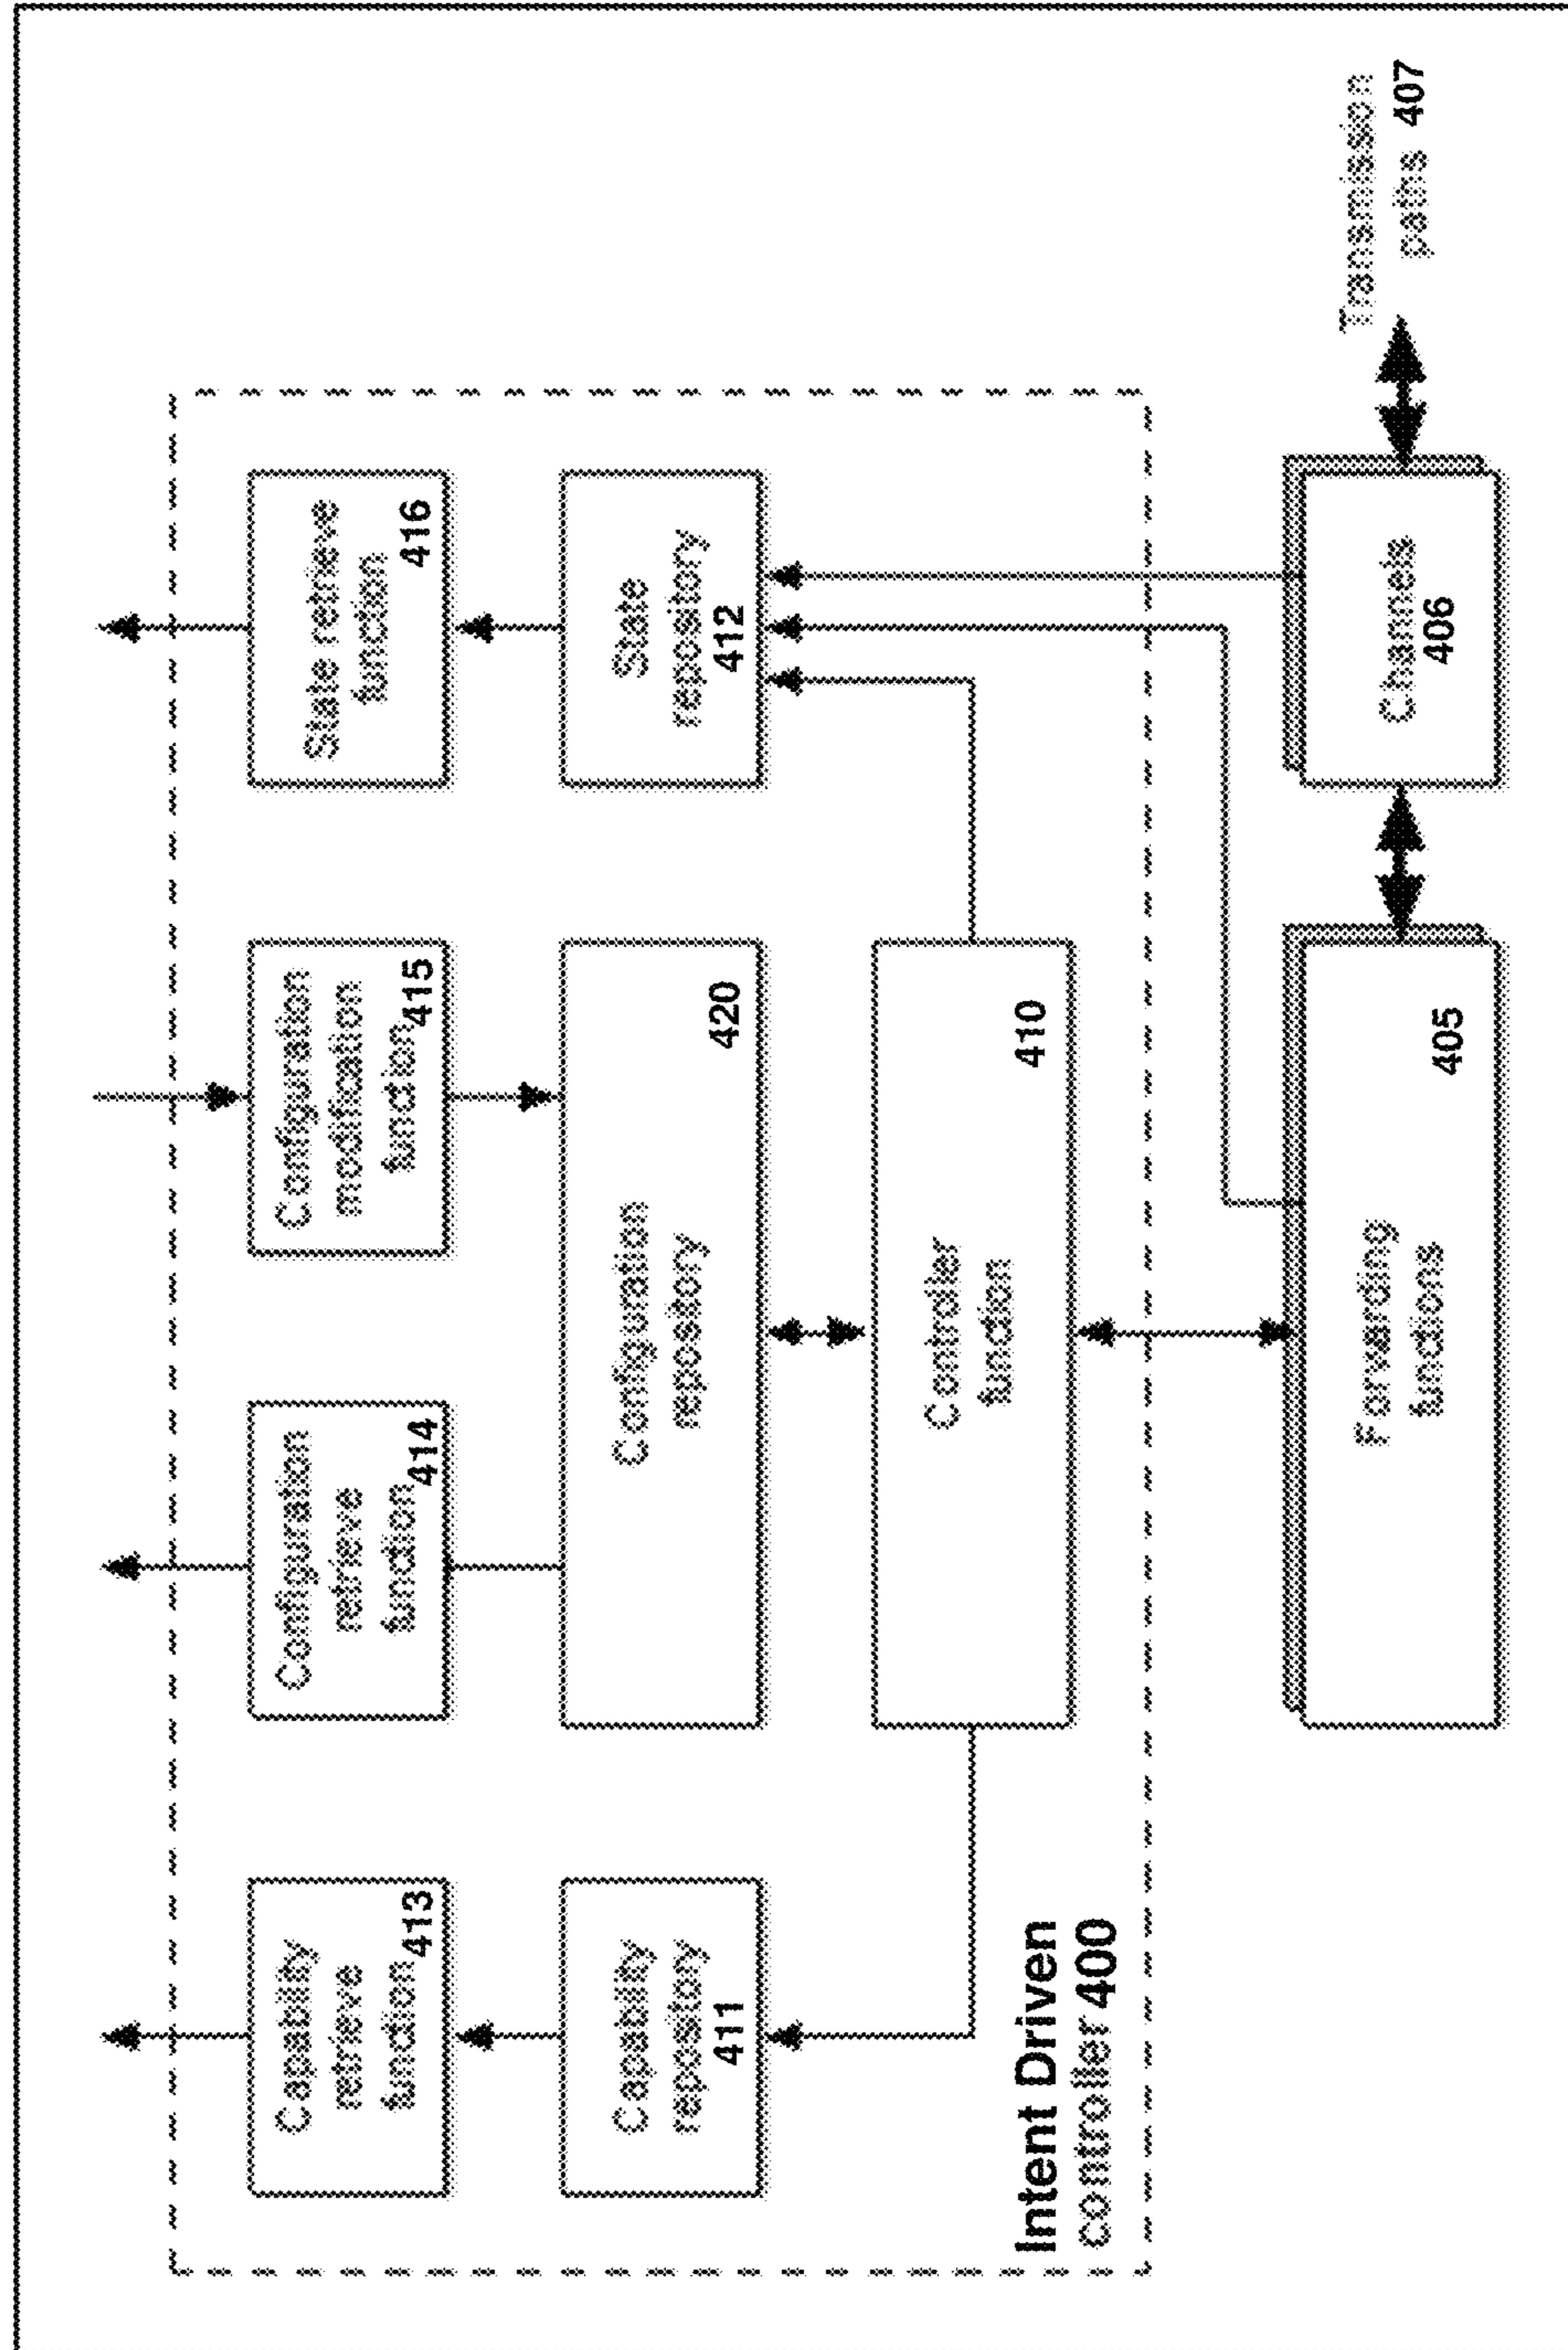 Capability
retrieve
function 413
Configuration
retrieve
function 414
Configuration
modification
function 415
State retrieve
function
416
Capability
repository
411
Configuration
repository
420
State
repository
412
Controller
function
410
Intent Driven
controller 400
Forwarding
functions
405
Channels
406
Transmission
paths 407